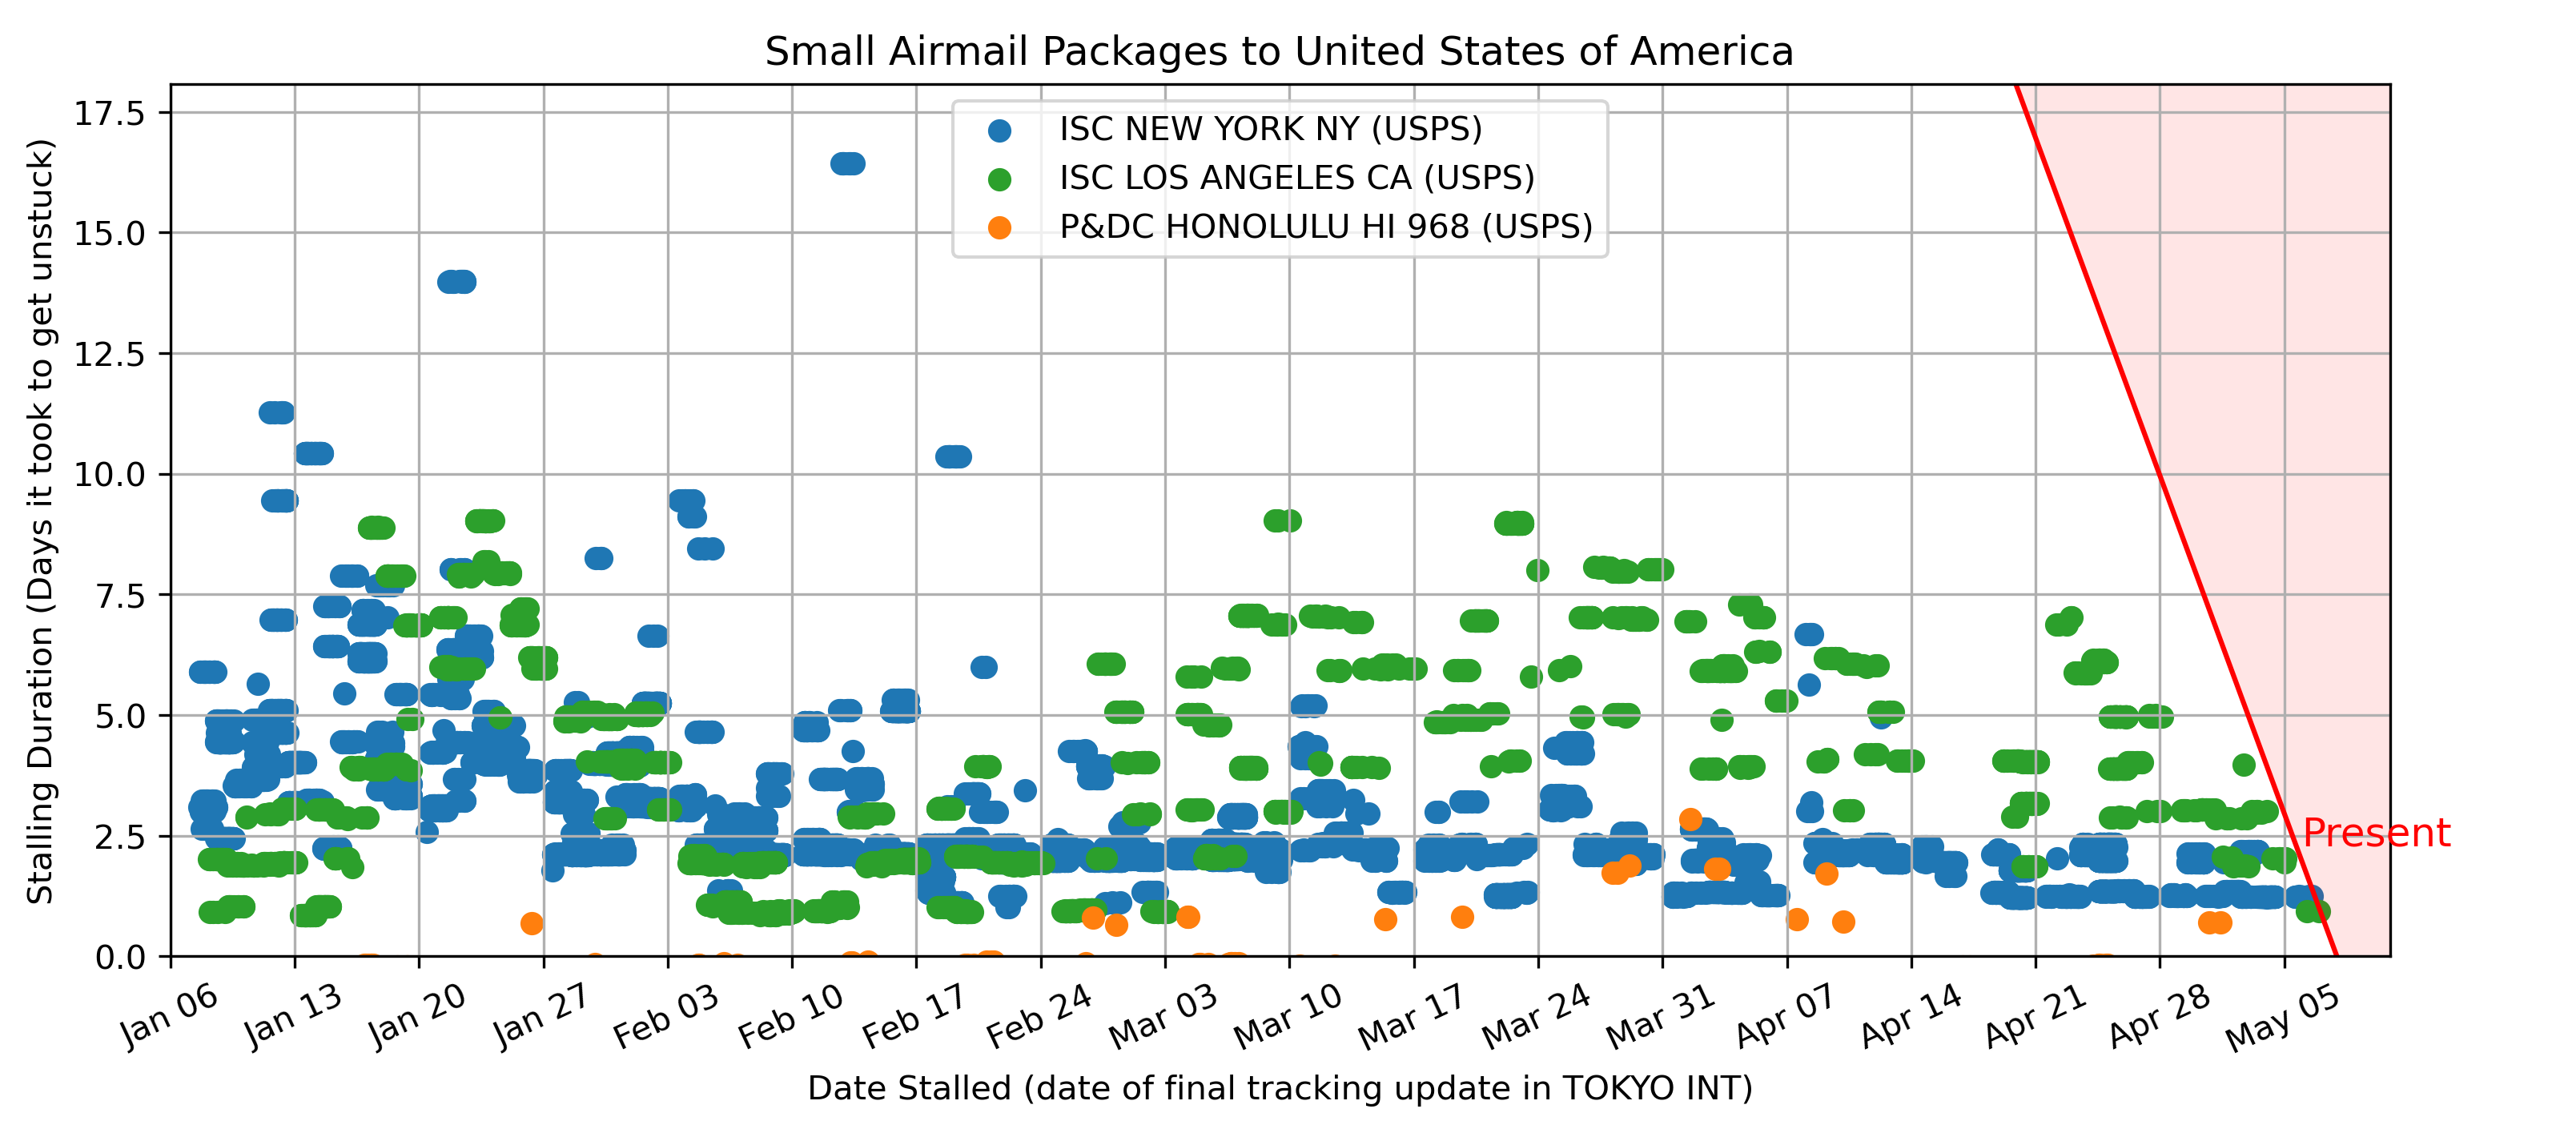 Small Airmail Packages to United States of America
ISC NEW YORK NY (USPS)
ISC LOS ANGELES CA (USPS)
P&DC HONOLULU HI 968 (USPS)
Stalling Duration (Days it took to get unstuck)
17.5
15.0
12.5
10.0
7.5
5.0
2.5
0.0
Present
Jan 06 Jan 13 Jan 20 Jan 27 Feb 03 Feb 10 Feb 17 Feb 24 Mar 03 Mar 10 Mar 17 Mar 24 Mar 31 Apr 07 Apr 14 Apr 21 Apr 28 May 05
Date Stalled (date of final tracking update in TOKYO INT)